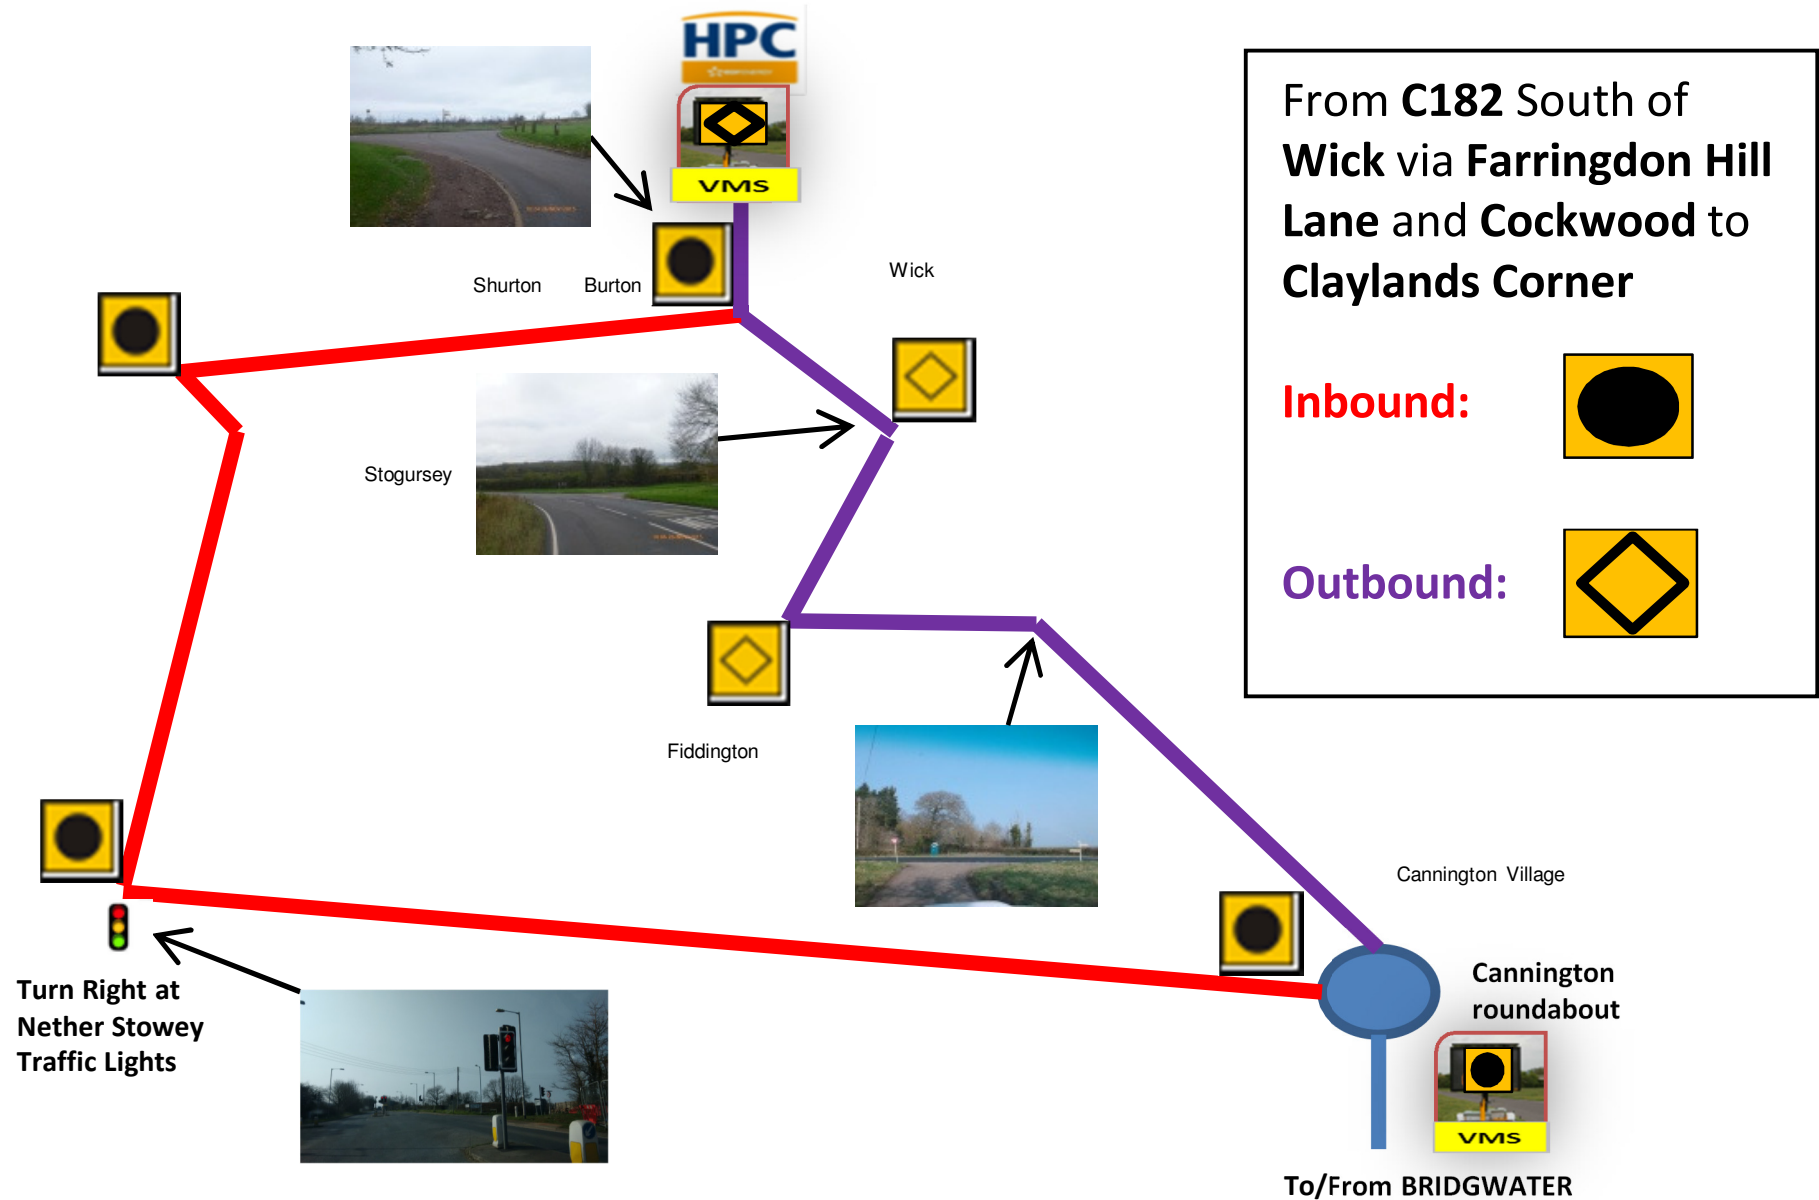 HPC
VMS
From C182 South of
Wick via Farringdon Hill
Lane and Cockwood to
Claylands Corner
Inbound:
Outbound:
Wick
Shurton
Burton
Stogursey
Fiddington
Cannington Village
Cannington
roundabout
VMS
To/From BRIDGWATER
Turn Right at
Nether Stowey
Traffic Lights